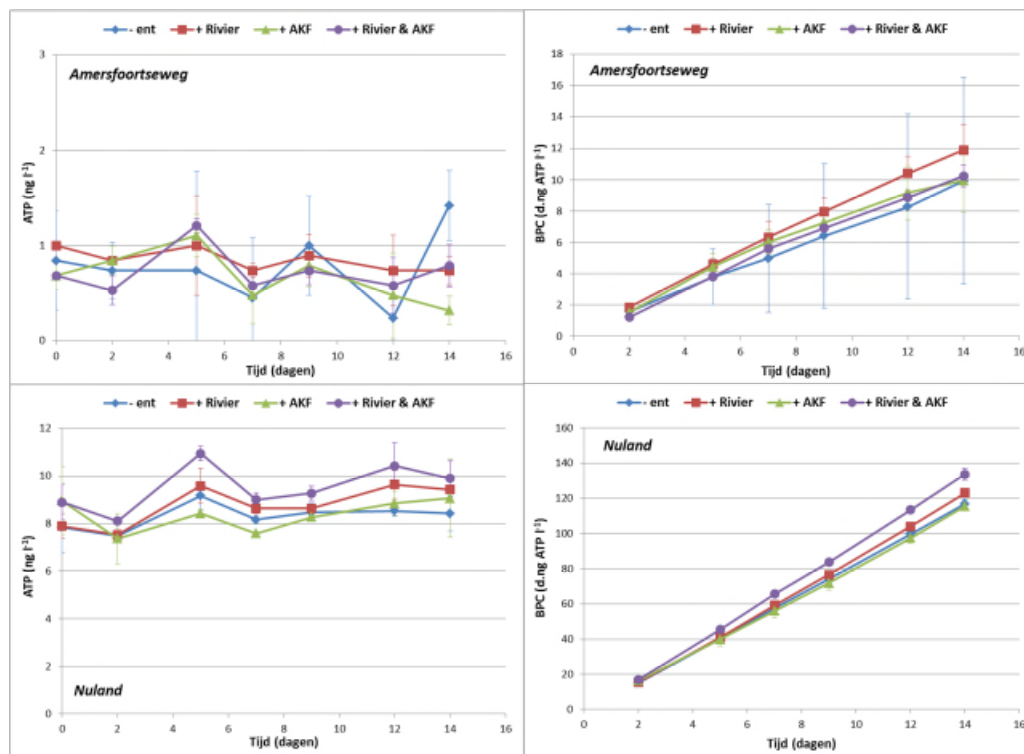 - ent + Rivier + AKF + Rivier & AKF
Amersfoortseweg
ATP (ng l-1)
3
2
1
0
0 2 4 6 8 10 12 14 16
Tijd (dagen)
- ent + Rivier + AKF + Rivier & AKF
Amersfoortseweg
BPC (d.ng ATP l-1)
18
16
14
12
10
8
6
4
2
0
0 2 4 6 8 10 12 14 16
Tijd (dagen)
- ent + Rivier + AKF + Rivier & AKF
ATP (ng l-1)
12
10
8
6
4
2
0
Nuland
0 2 4 6 8 10 12 14 16
Tijd (dagen)
- ent + Rivier + AKF + Rivier & AKF
Nuland
BPC (d.ng ATP l-1)
160
140
120
100
80
60
40
20
0
0 2 4 6 8 10 12 14 16
Tijd (dagen)